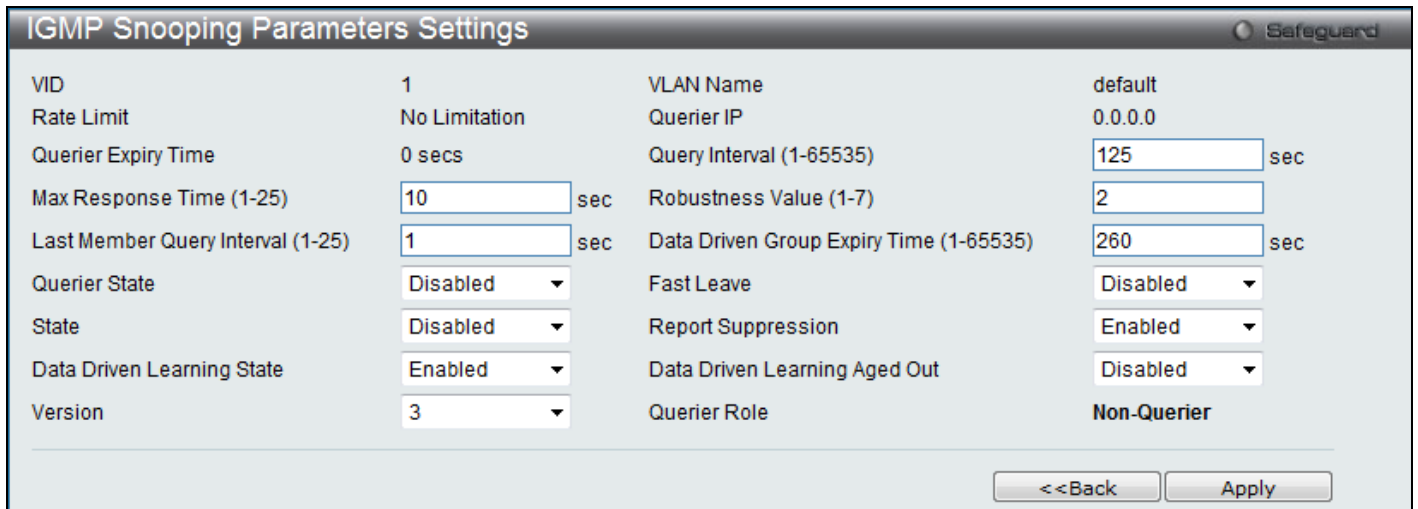 IGMP Snooping Parameters Settings Safeguard
VID 1 VLAN Name default
Rate Limit No Limitation Querier IP 0.0.0.0
Querier Expiry Time 0 secs Query Interval (1-65535) 125 sec
Max Response Time (1-25) 10 sec Robustness Value (1-7) 2
Last Member Query Interval (1-25) 1 sec Data Driven Group Expiry Time (1-65535) 260 sec
Querier State Disabled Fast Leave Disabled
State Disabled Report Suppression Enabled
Data Driven Learning State Enabled Data Driven Learning Aged Out Disabled
Version 3 Querier Role Non-Querier
<<Back Apply